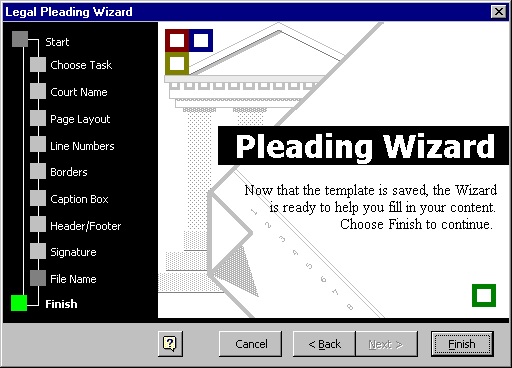 Legal Pleading Wizard
Start
Choose Task
Court Name
Page Layout
Line Numbers
Borders
Caption Box
Header/Footer
Signature
File Name
Finish
Pleading Wizard
Now that the template is saved, the Wizard
is ready to help you fill in your content.
Choose Finish to continue.
1
2
3
4
5
6
7
8
?
Cancel
< Back
Next >
Finish